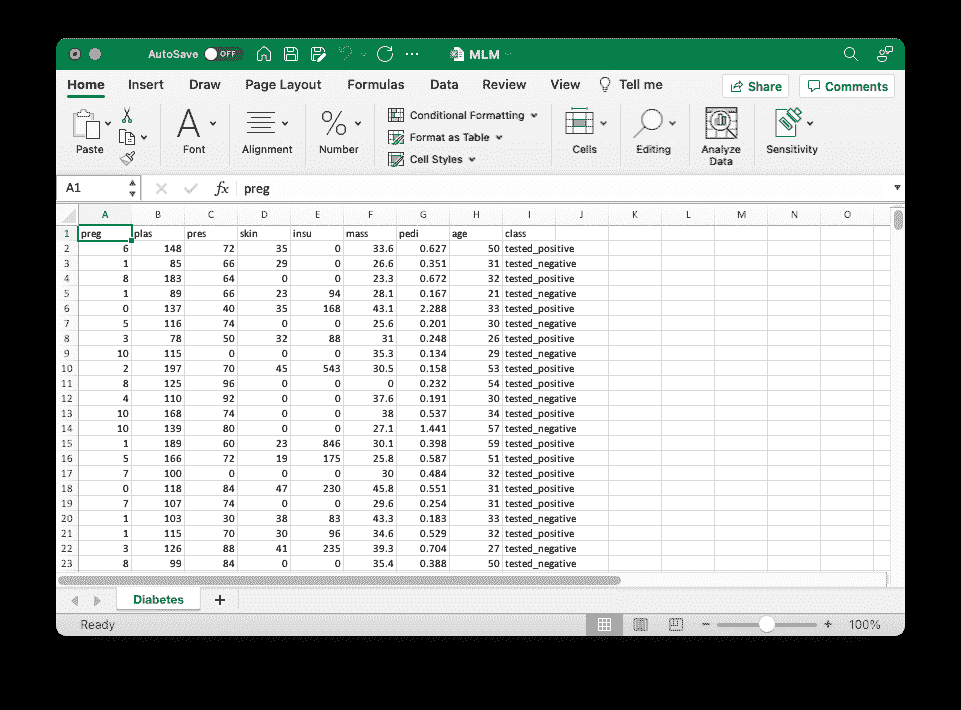 AutoSave OFF MLM
Home Insert Draw Page Layout Formulas Data Review View Tell me Share Comments
Paste Font Alignment Number Conditional Formatting Format as Table Cell Styles Cells Editing Analyze Data Sensitivity
A1 fx preg
A B C D E F G H I J K L M N O
1 preg plas pres skin insu mass pedi age class
2 6 148 72 35 0 33.6 0.627 50 tested_positive
3 1 85 66 29 0 26.6 0.351 31 tested_negative
4 8 183 64 0 0 23.3 0.672 32 tested_positive
5 1 89 66 23 94 28.1 0.167 21 tested_negative
6 0 137 40 35 168 43.1 2.288 33 tested_positive
7 5 116 74 0 0 25.6 0.201 30 tested_negative
8 3 78 50 32 88 31 0.248 26 tested_positive
9 10 115 0 0 0 35.3 0.134 29 tested_negative
10 2 197 70 45 543 30.5 0.158 53 tested_positive
11 8 125 96 0 0 0 0.232 54 tested_positive
12 4 110 92 0 0 37.6 0.191 30 tested_negative
13 10 168 74 0 0 38 0.537 34 tested_positive
14 10 139 80 0 0 27.1 1.441 57 tested_negative
15 1 189 60 23 846 30.1 0.398 59 tested_positive
16 5 166 72 19 175 25.8 0.587 51 tested_positive
17 7 100 0 0 0 30 0.484 32 tested_positive
18 0 118 84 47 230 45.8 0.551 31 tested_positive
19 7 107 74 0 0 29.6 0.254 31 tested_positive
20 1 103 30 38 83 43.3 0.183 33 tested_negative
21 1 115 70 30 96 34.6 0.529 32 tested_positive
22 3 126 88 41 235 39.3 0.704 27 tested_negative
23 8 99 84 0 0 35.4 0.388 50 tested_negative
Diabetes +
Ready - + 100%